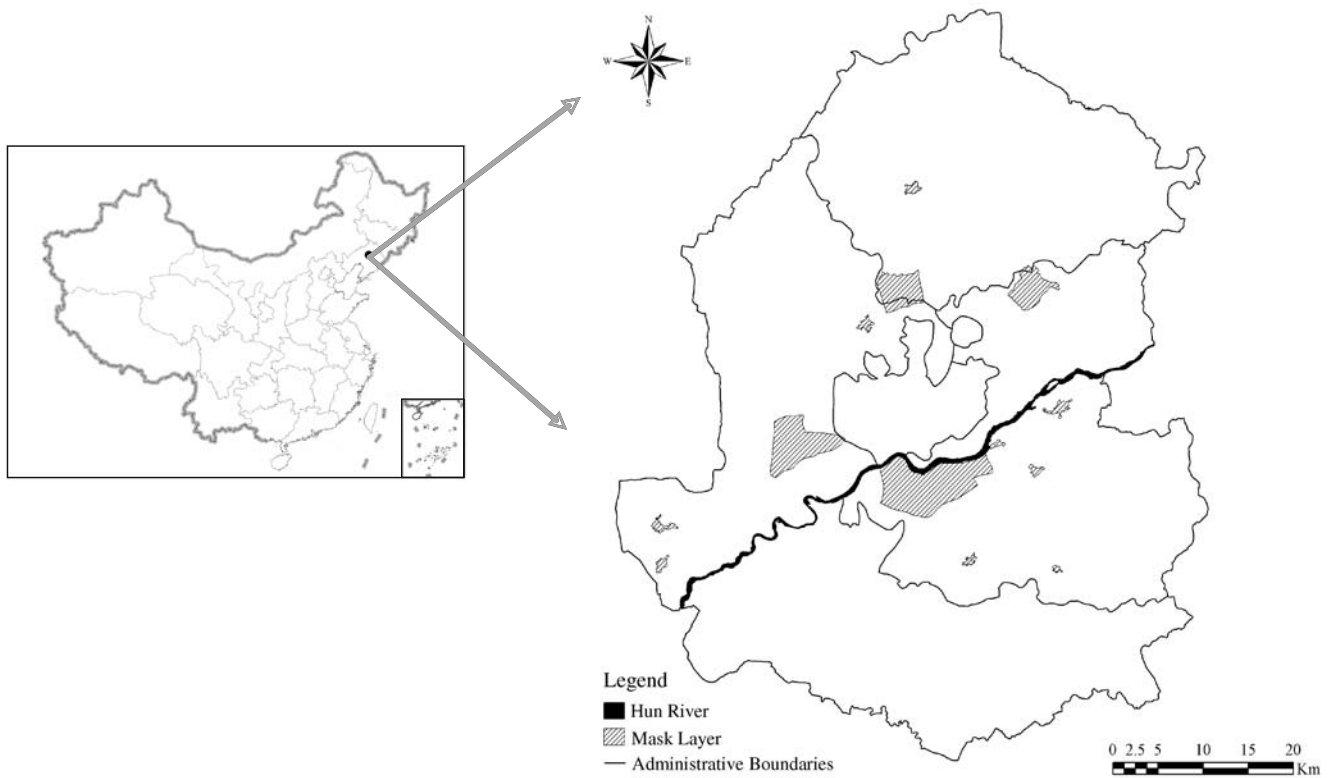 N
W E
S
Legend
Hun River
Mask Layer
Administrative Boundaries
0 2.5 5 10 15 20
Km